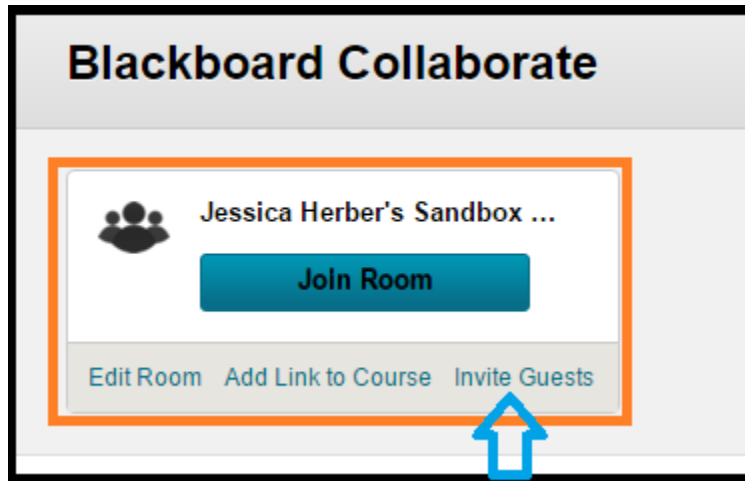 Blackboard Collaborate
Jessica Herber's Sandbox ...
Join Room
Edit Room Add Link to Course Invite Guests